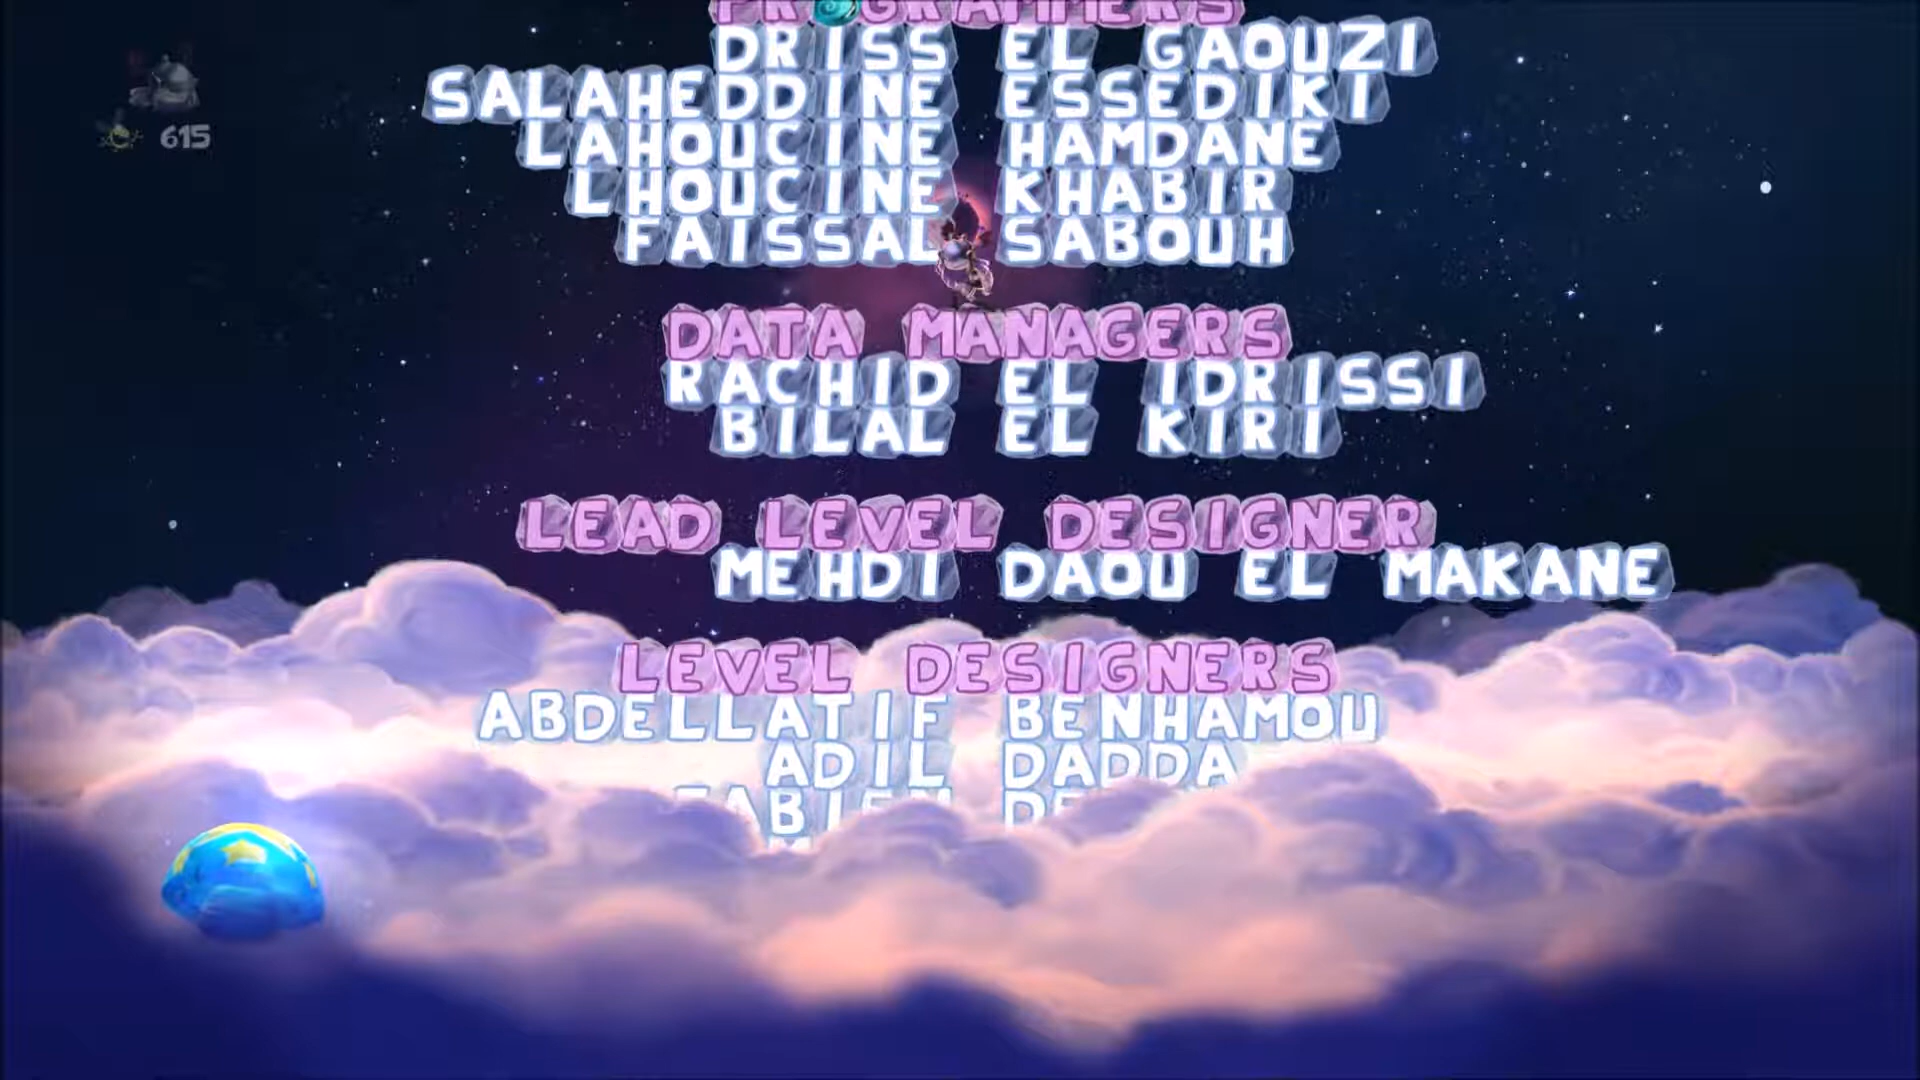 PROGRAMMERS
DRISS EL GAOUZI
SALAHEDDINE ESSEDIKI
LAHOUCINE HAMDANE
LHOUCINE KHABIR
FAISSAL SABOUH
615
DATA MANAGERS
RACHID EL IDRISSI
BILAL EL KIRI
LEAD LEVEL DESIGNER
MEHDI DAOU EL MAKANE
LEVEL DESIGNERS
ABDELLATIF BENHAMOU
ADIL DADDA